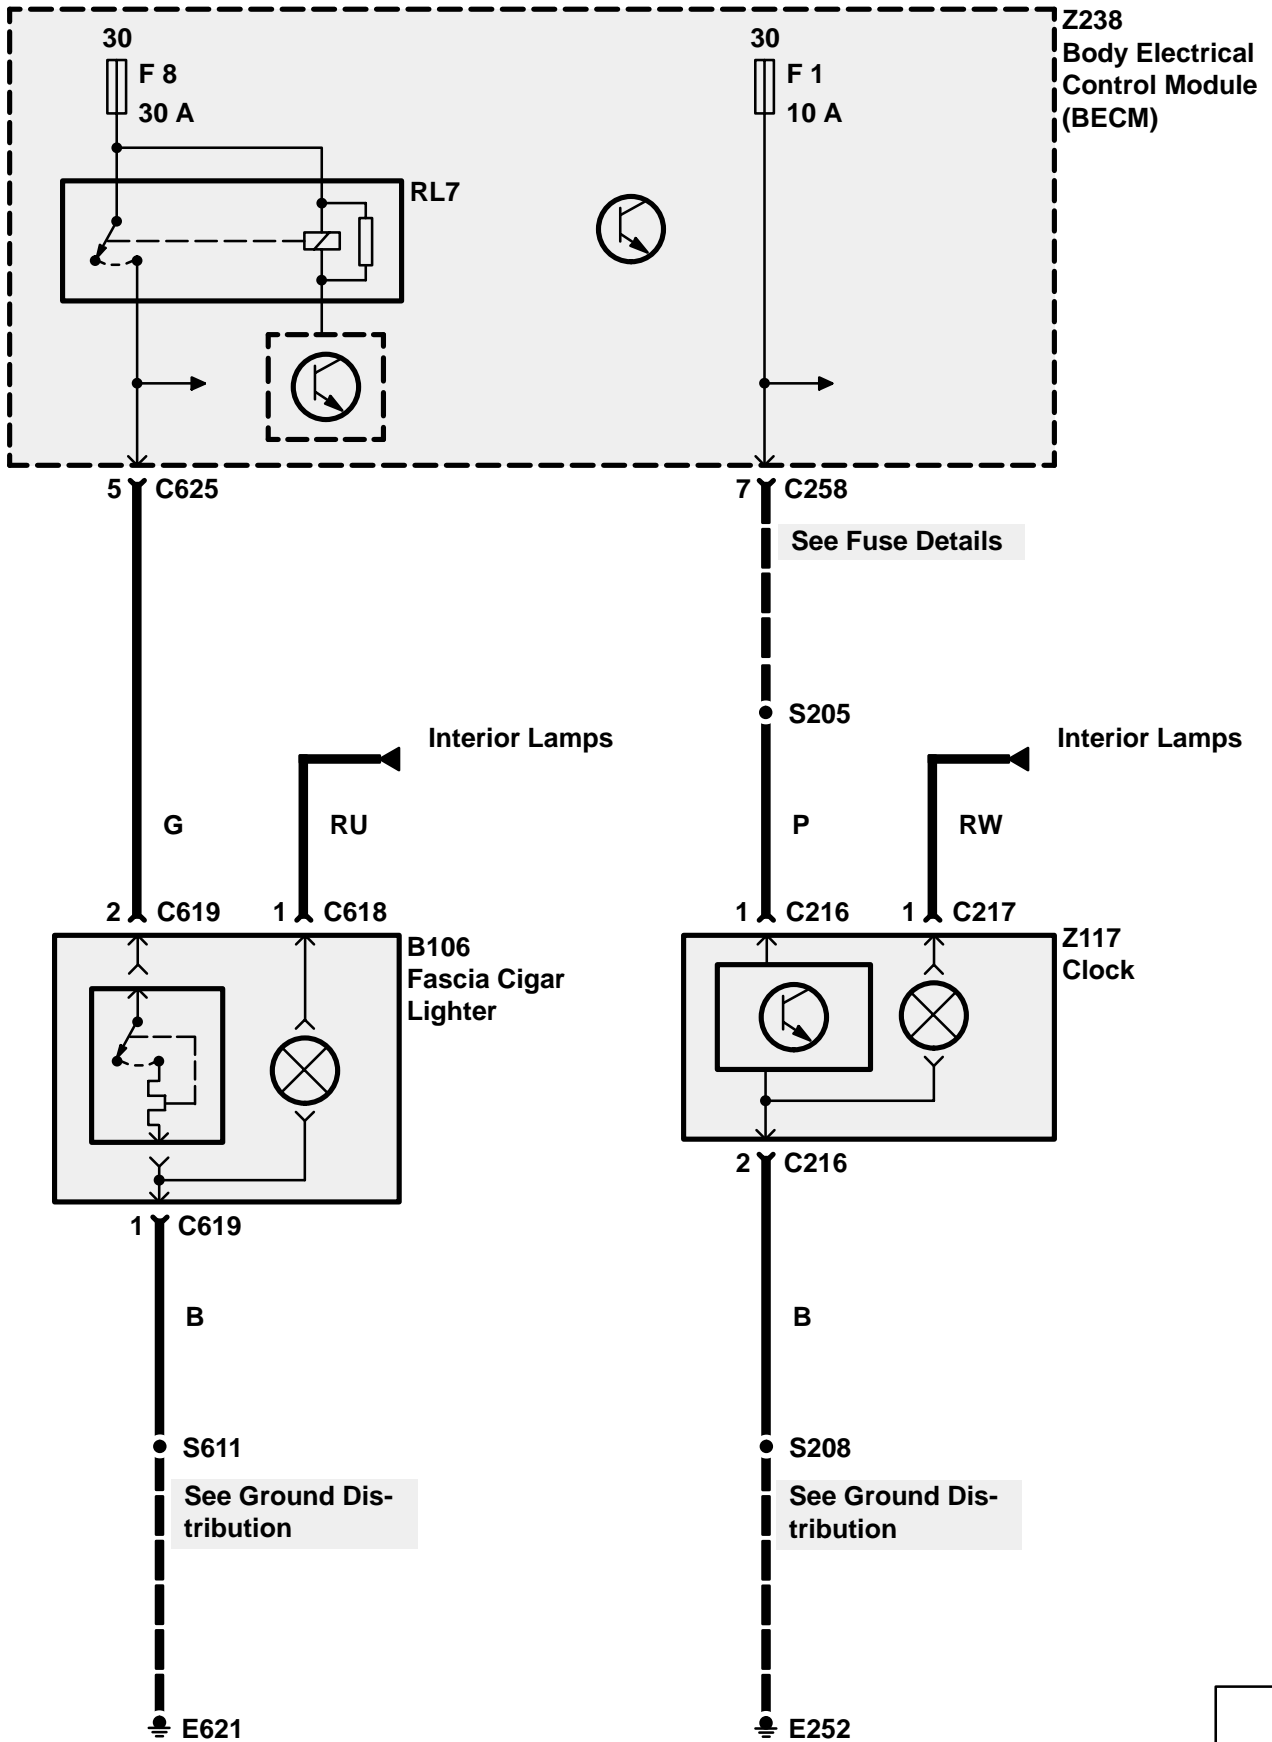 Z238
Body Electrical
Control Module
(BECM)
30
F 8
30 A
30
F 1
10 A
RL7
5 C625
7 C258
See Fuse Details
S205
Interior Lamps
Interior Lamps
G
RU
P
RW
2 C619
1 C618
1 C216
1 C217
B106
Fascia Cigar
Lighter
Z117
Clock
2 C216
1 C619
B
B
S611
S208
See Ground Dis-
tribution
See Ground Dis-
tribution
E621
E252